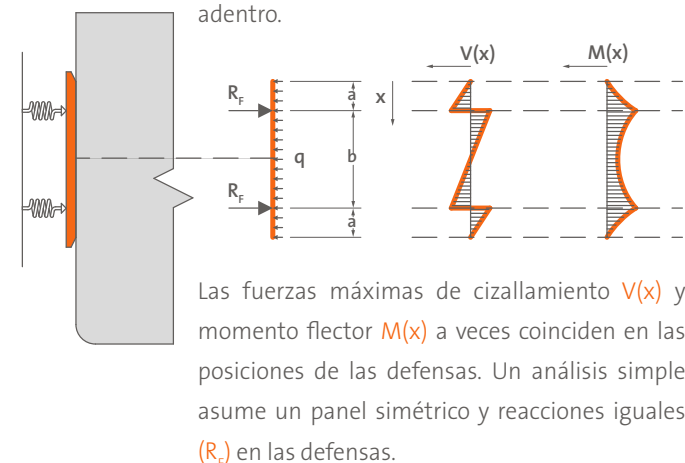 adentro.
V(x)
M(x)
R_F
a
x
q
b
R_F
a
Las fuerzas máximas de cizallamiento V(x) y
momento flector M(x) a veces coinciden en las
posiciones de las defensas. Un análisis simple
asume un panel simétrico y reacciones iguales
(R_F) en las defensas.